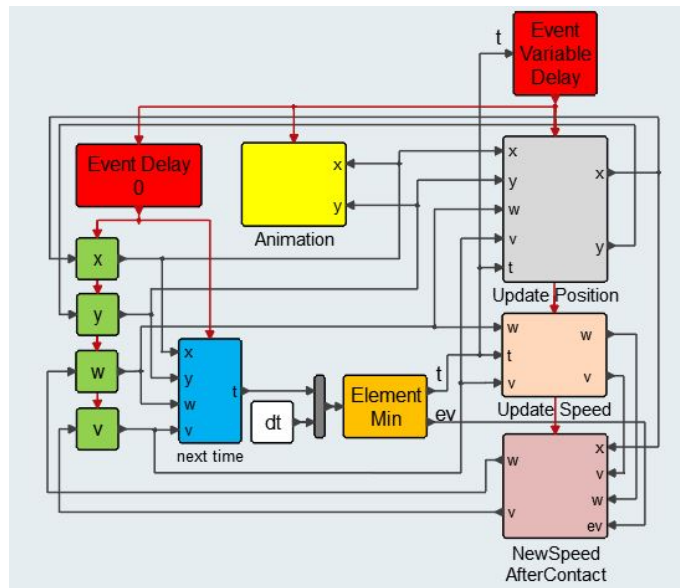 t
Event
Variable
Delay
Event Delay
0
x
y
Animation
x
y
w
v
t
x
y
Update Position
x
y
w
v
x
y
w
v
t
next time
dt
Element
Min
t
ev
w
t
v
w
v
Update Speed
w
v
x
v
w
ev
NewSpeed
AfterContact